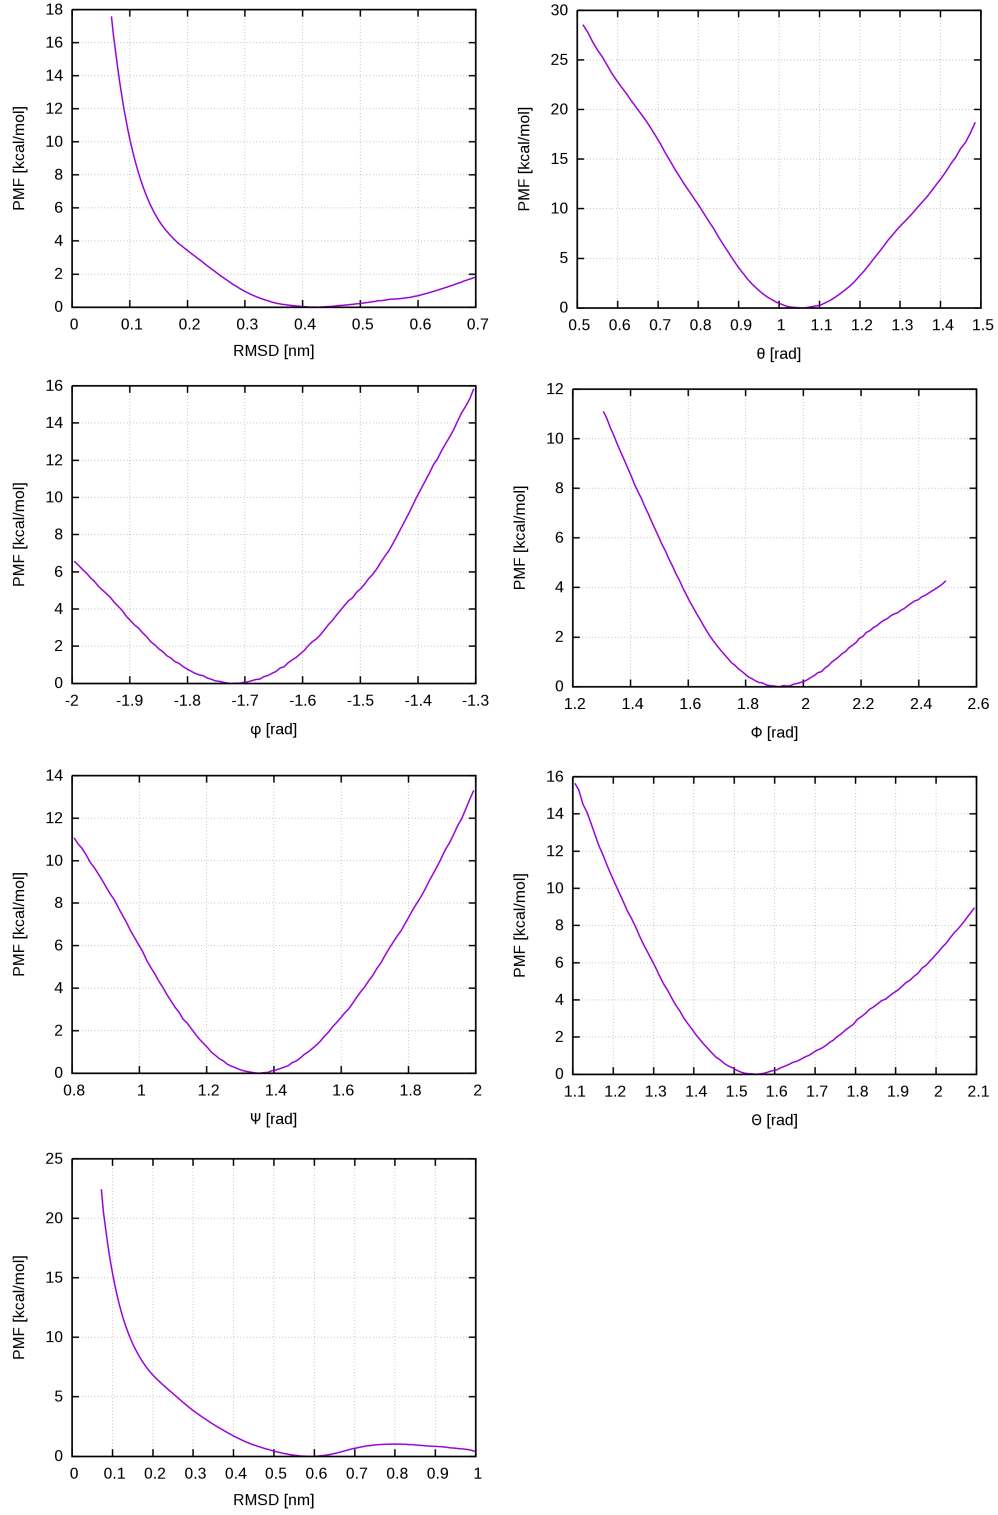 18
16
14
12
10
8
6
4
2
0
0 0.1 0.2 0.3 0.4 0.5 0.6 0.7
PMF [kcal/mol]
RMSD [nm]
30
25
20
15
10
5
0
0.5 0.6 0.7 0.8 0.9 1 1.1 1.2 1.3 1.4 1.5
PMF [kcal/mol]
θ [rad]
16
14
12
10
8
6
4
2
0
-2 -1.9 -1.8 -1.7 -1.6 -1.5 -1.4 -1.3
PMF [kcal/mol]
φ [rad]
12
10
8
6
4
2
0
1.2 1.4 1.6 1.8 2 2.2 2.4 2.6
PMF [kcal/mol]
Φ [rad]
14
12
10
8
6
4
2
0
0.8 1 1.2 1.4 1.6 1.8 2
PMF [kcal/mol]
Ψ [rad]
16
14
12
10
8
6
4
2
0
1.1 1.2 1.3 1.4 1.5 1.6 1.7 1.8 1.9 2 2.1
PMF [kcal/mol]
Θ [rad]
25
20
15
10
5
0
0 0.1 0.2 0.3 0.4 0.5 0.6 0.7 0.8 0.9 1
PMF [kcal/mol]
RMSD [nm]